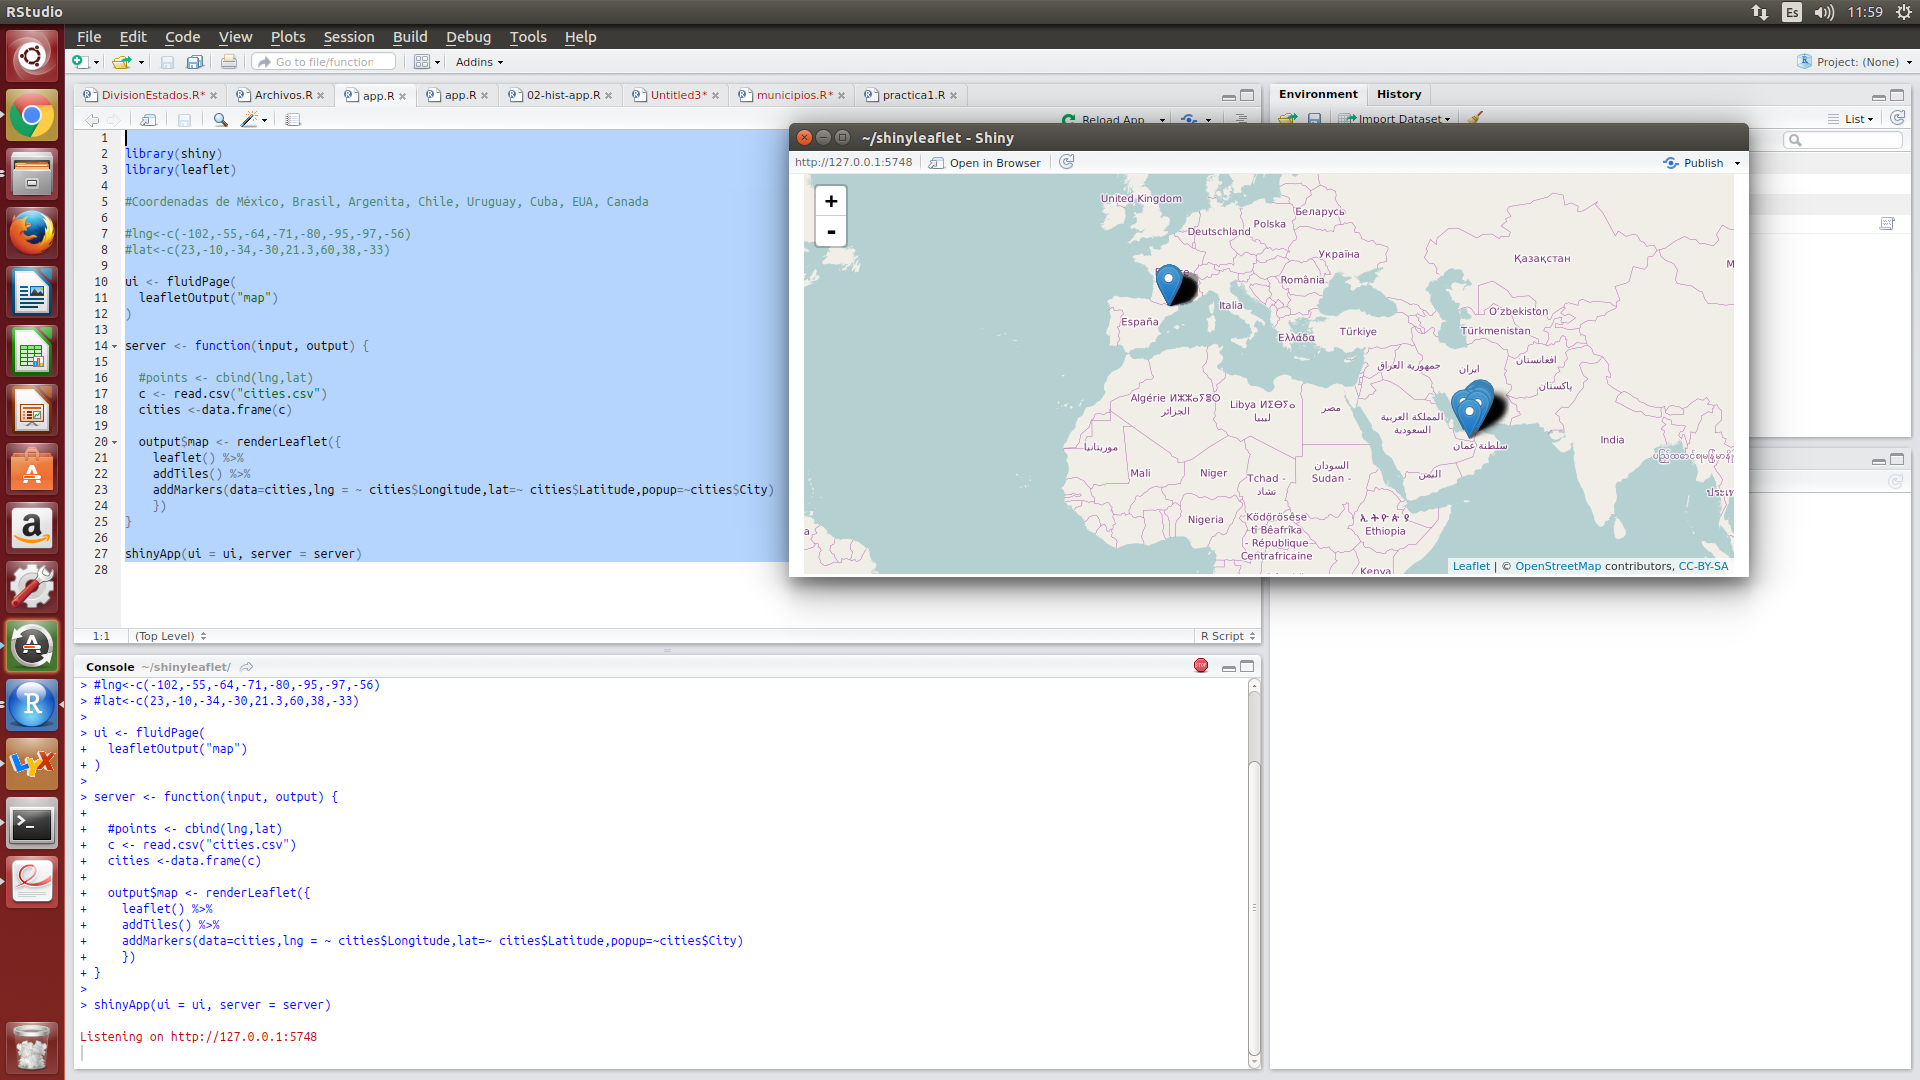 RStudio
Es
11:59
File Edit Code View Plots Session Build Debug Tools Help
Go to file/function
Addins
Project: (None)
DivisionEstados.R*
Archivos.R
app.R
app.R
02-hist-app.R
Untitled3*
municipios.R*
practica1.R
Reload App
1
2 library(shiny)
3 library(leaflet)
4
5 #Coordenadas de México, Brasil, Argenita, Chile, Uruguay, Cuba, EUA, Canada
6
7 #lng<-c(-102,-55,-64,-71,-80,-95,-97,-56)
8 #lat<-c(23,-10,-34,-30,21.3,60,38,-33)
9
10 ui <- fluidPage(
11 leafletOutput("map")
12 )
13
14 server <- function(input, output) {
15
16 #points <- cbind(lng,lat)
17 c <- read.csv("cities.csv")
18 cities <-data.frame(c)
19
20 output$map <- renderLeaflet({
21 leaflet() %>%
22 addTiles() %>%
23 addMarkers(data=cities,lng = ~ cities$Longitude,lat=~ cities$Latitude,popup=~cities$City)
24 })
25 }
26
27 shinyApp(ui = ui, server = server)
28
1:1 (Top Level) R Script
Console ~/shinyleaflet/
> #lng<-c(-102,-55,-64,-71,-80,-95,-97,-56)
> #lat<-c(23,-10,-34,-30,21.3,60,38,-33)
>
> ui <- fluidPage(
+ leafletOutput("map")
+ )
>
> server <- function(input, output) {
+
+ #points <- cbind(lng,lat)
+ c <- read.csv("cities.csv")
+ cities <-data.frame(c)
+
+ output$map <- renderLeaflet({
+ leaflet() %>%
+ addTiles() %>%
+ addMarkers(data=cities,lng = ~ cities$Longitude,lat=~ cities$Latitude,popup=~cities$City)
+ })
+ }
>
> shinyApp(ui = ui, server = server)
Listening on http://127.0.0.1:5748
Environment History
Import Dataset
List
~/shinyleaflet - Shiny
http://127.0.0.1:5748
Open in Browser
Publish
+
-
United Kingdom
Беларусь
Polska
Deutschland
Україна
Қазақстан
România
Italia
España
Türkiye
Ελλάδα
O'zbekiston
Türkmenistan
افغانستان
ایران
جمهورية العراق
پاکستان
Algérie ⵍⵣⵣⴰⵢⴻⵔ
الجزائر
Libya ⵍⵉⴱⵢⴰ
ليبيا
مصر
المملكة العربية
السعودية
سلطنة عمان
India
موريتانيا
Mali
Niger
Tchad -
تشاد
السودان
Sudan -
اليمن
Nigeria
Ködörösêse
tî Bêafrîka
- République
Centrafricaine
ኢትዮጵያ
Ethiopia
Kenya
Leaflet | © OpenStreetMap contributors, CC-BY-SA